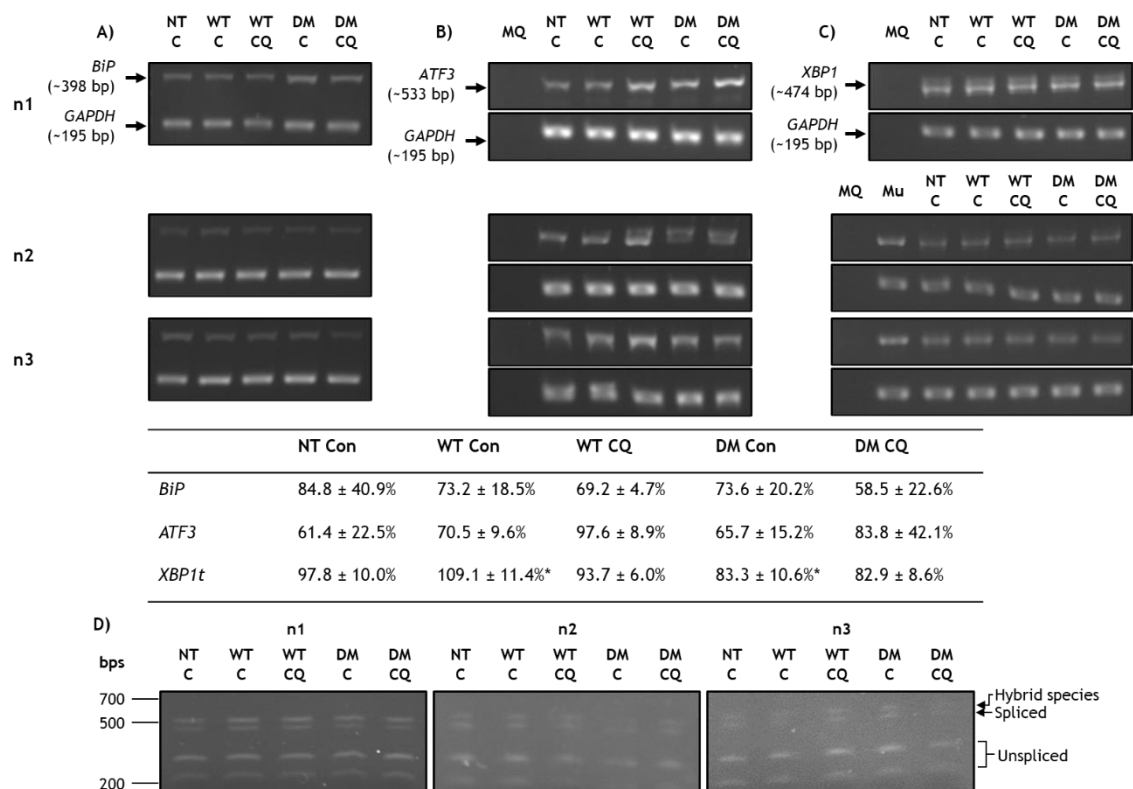 A)
NT WT WT DM DM
C C CQ C CQ
BiP
(~398 bp)
GAPDH
(~195 bp)
n1
B)
MQ NT WT WT DM DM
C C CQ C CQ
ATF3
(~533 bp)
GAPDH
(~195 bp)
C)
MQ NT WT WT DM DM
C C CQ C CQ
XBP1
(~474 bp)
GAPDH
(~195 bp)
MQ Mu NT WT WT DM DM
C C CQ C CQ
n2
n3
NT Con WT Con WT CQ DM Con DM CQ
BiP 84.8 ± 40.9% 73.2 ± 18.5% 69.2 ± 4.7% 73.6 ± 20.2% 58.5 ± 22.6%
ATF3 61.4 ± 22.5% 70.5 ± 9.6% 97.6 ± 8.9% 65.7 ± 15.2% 83.8 ± 42.1%
XBP1t 97.8 ± 10.0% 109.1 ± 11.4%* 93.7 ± 6.0% 83.3 ± 10.6%* 82.9 ± 8.6%
D)
n1 n2 n3
bps NT WT WT DM DM NT WT WT DM DM NT WT WT DM DM
C C CQ C CQ C C CQ C CQ C C CQ C CQ
700
500
200
Hybrid species
Spliced
Unspliced